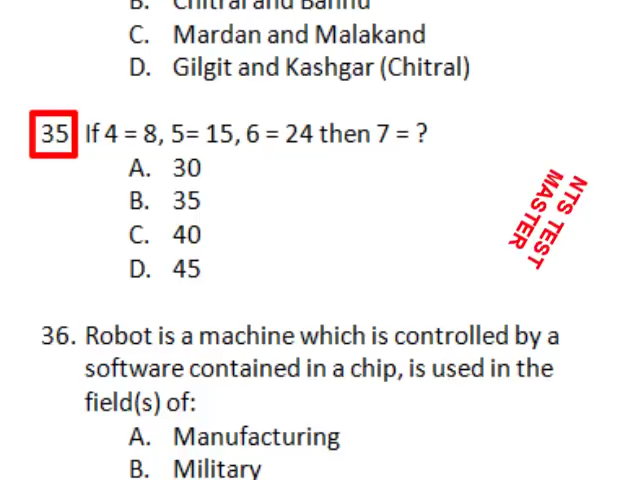 B. Chitral and Bannu
C. Mardan and Malakand
D. Gilgit and Kashgar (Chitral)
35 If 4 = 8, 5= 15, 6 = 24 then 7 = ?
A. 30
B. 35
C. 40
D. 45
NTS TEST
MASTER
36. Robot is a machine which is controlled by a
software contained in a chip, is used in the
field(s) of:
A. Manufacturing
B. Military